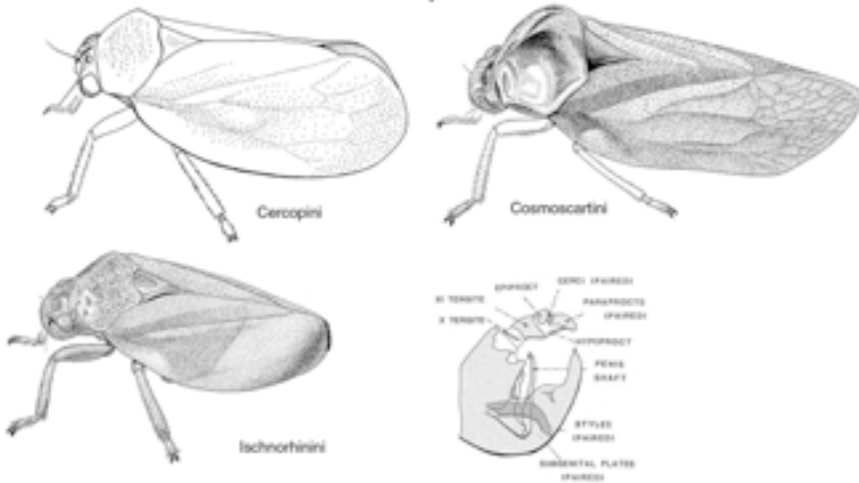 Cercopini
Cosmoscartini
Ischnorhinini
EPIPROCT
CERCI (PAIRED)
XI TERGITE
PARAPROCTS
(PAIRED)
X TERGITE
HYPOPROCT
PENIS
SHAFT
STYLES
(PAIRED)
SUBGENITAL PLATES
(PAIRED)